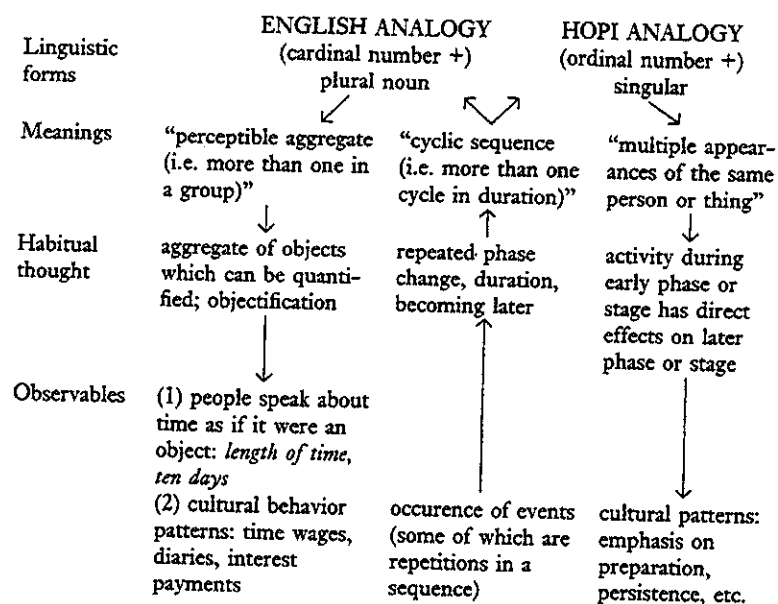 ENGLISH ANALOGY
(cardinal number +)
plural noun
HOPI ANALOGY
(ordinal number +)
singular
Linguistic
forms
Meanings
"perceptible aggregate
(i.e. more than one in
a group)"
"cyclic sequence
(i.e. more than one
cycle in duration)"
"multiple appear-
ances of the same
person or thing"
Habitual
thought
aggregate of objects
which can be quanti-
fied; objectification
repeated phase
change, duration,
becoming later
activity during
early phase or
stage has direct
effects on later
phase or stage
Observables
(1) people speak about
time as if it were an
object: length of time,
ten days
(2) cultural behavior
patterns: time wages,
diaries, interest
payments
occurence of events
(some of which are
repetitions in a
sequence)
cultural patterns:
emphasis on
preparation,
persistence, etc.